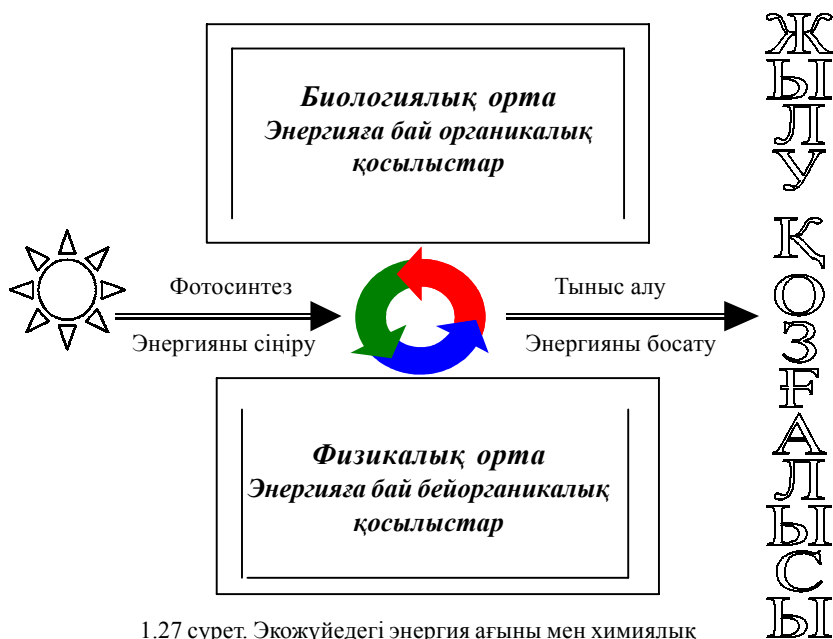 Биологиялық орта
Энергияға бай органикалық
қосылыстар
Фотосинтез
Энергияны сіңіру
Тыныс алу
Энергияны босату
Физикалық орта
Энергияға бай бейорганикалық
қосылыстар
ЖЫЛУ ҚОЗҒАЛЫСЫ
1.27 сурет. Экожүйедегі энергия ағыны мен химиялық